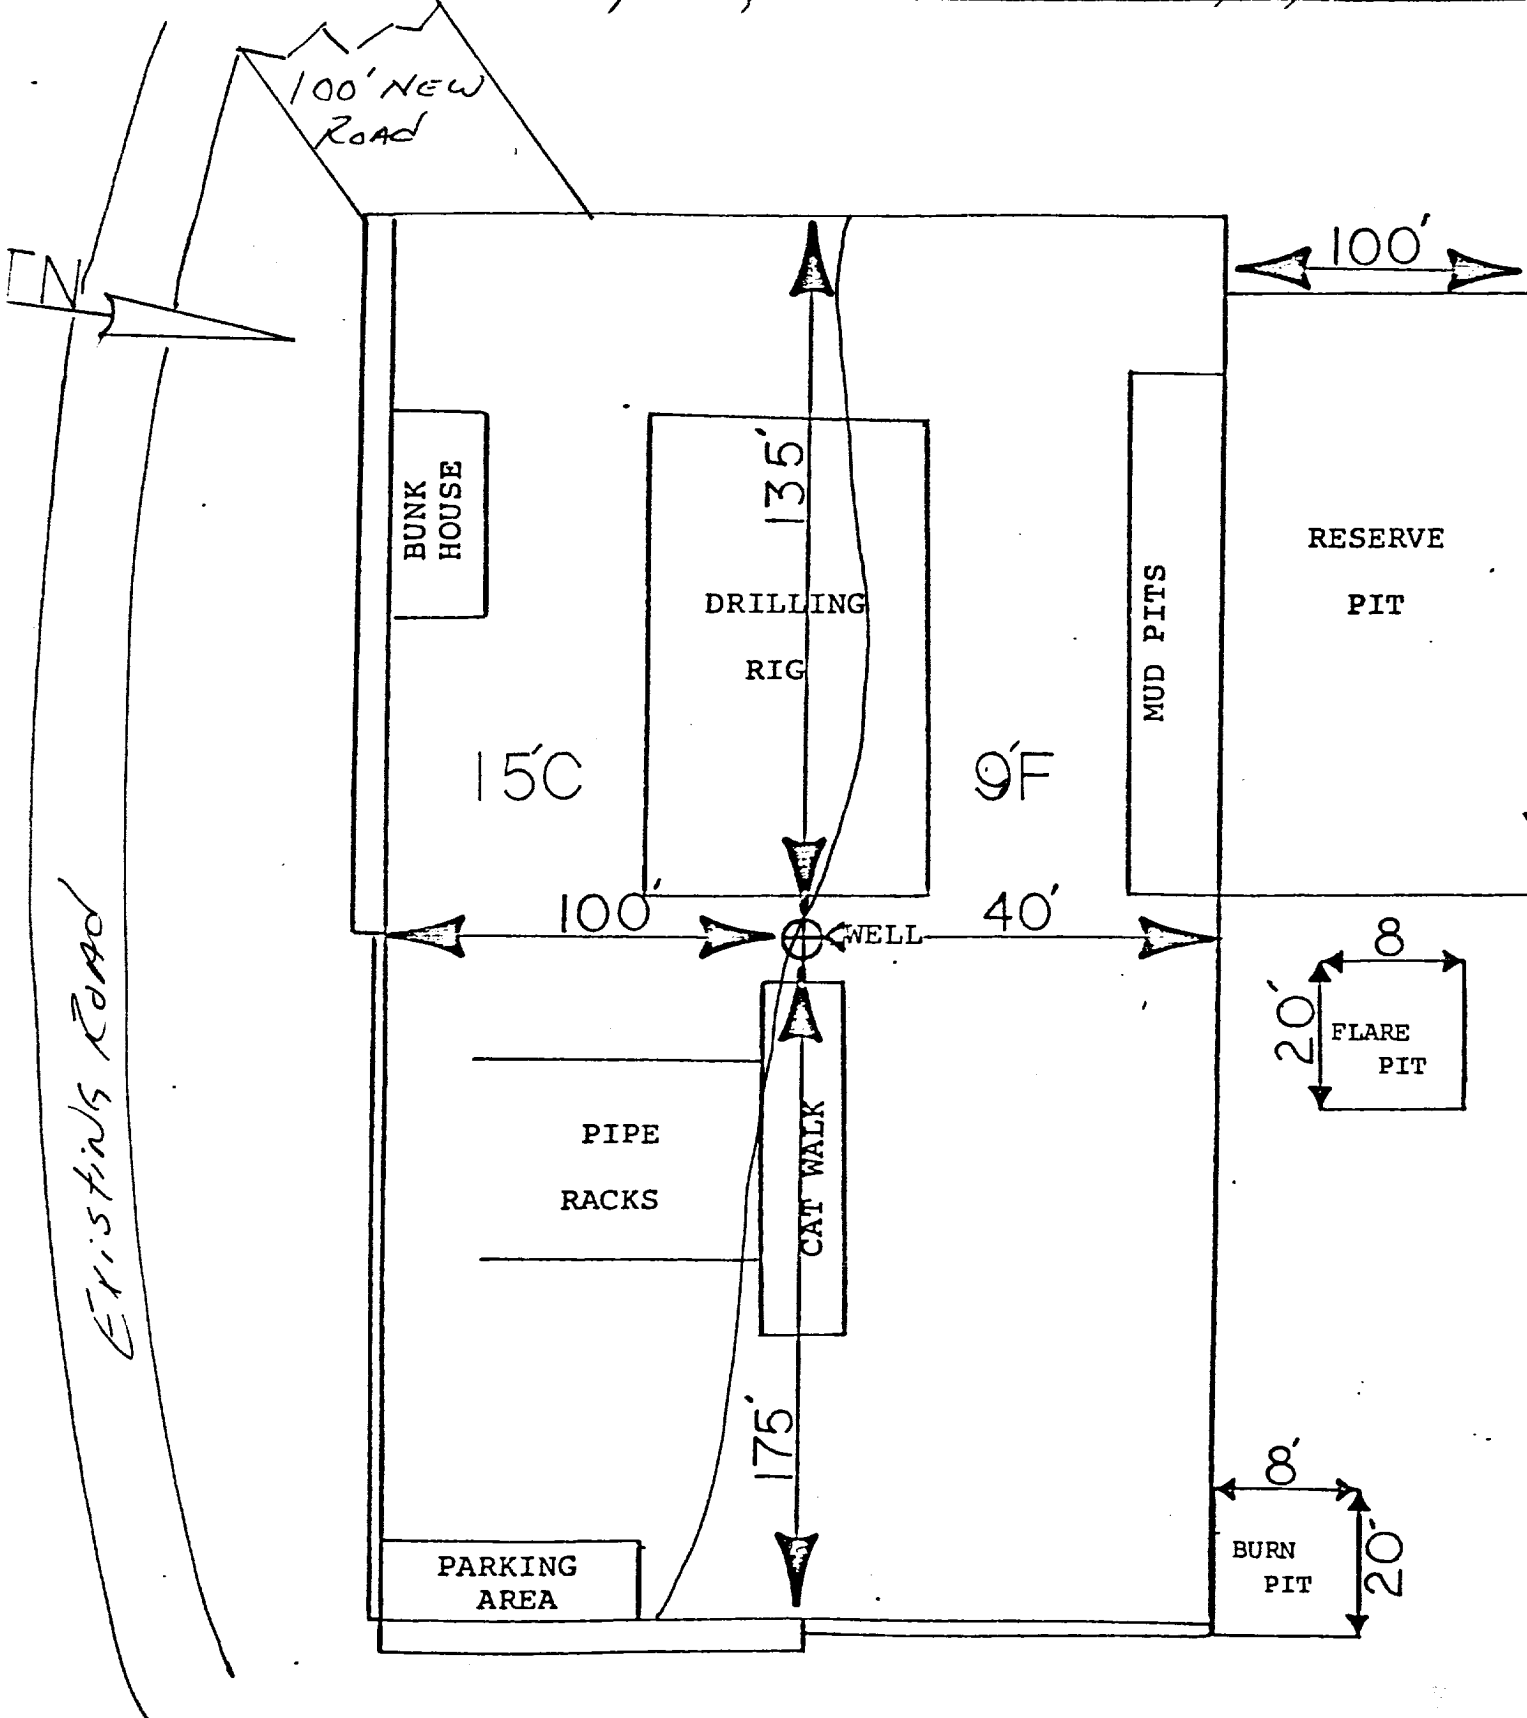 100' NEW
ROAD
100'
IN
135'
BUNK
HOUSE
RESERVE
PIT
DRILLING
RIG
MUD PITS
15'C
9'F
100'
WELL
40'
8
20'
FLARE
PIT
PIPE
RACKS
CAT WALK
Existing Road
175'
8'
BURN
PIT
20'
PARKING
AREA